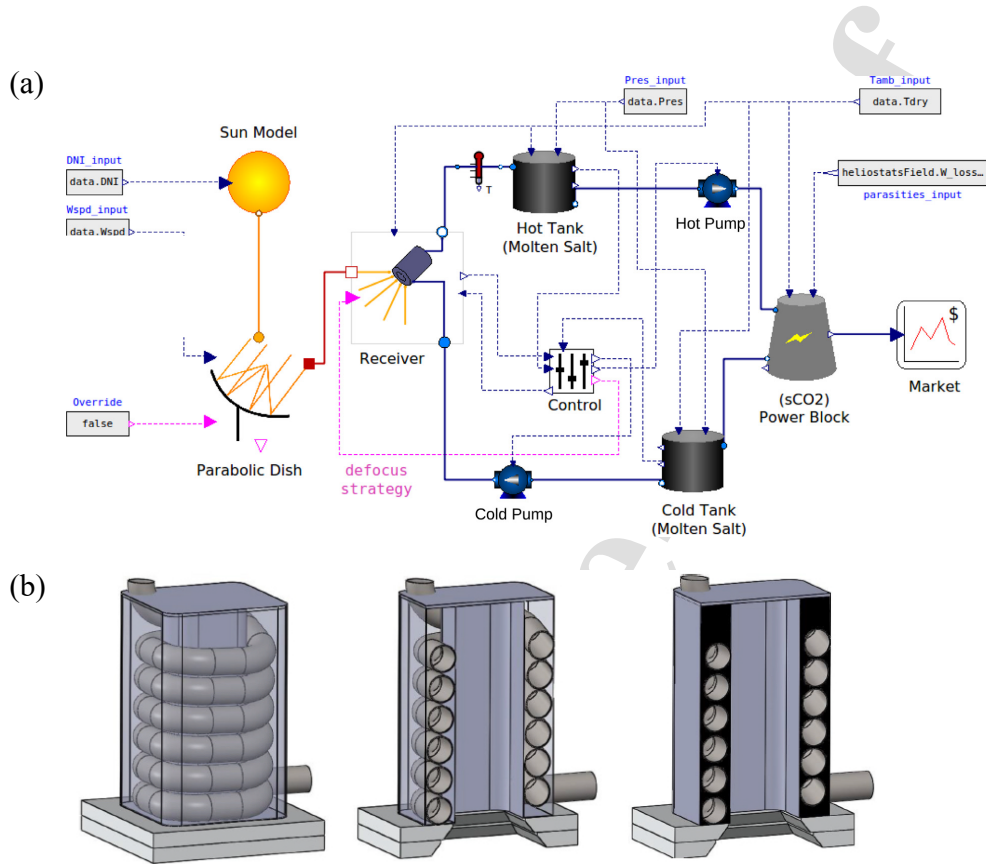 (a)
Pres_input
data.Pres
Tamb_input
data.Tdry
Sun Model
DNI_input
data.DNI
heliostatsField.W_loss…
parasities_input
Wspd_input
data.Wspd
T
Hot Tank
(Molten Salt)
Hot Pump
$
Receiver
Market
Control
(sCO2)
Power Block
Override
false
Parabolic Dish
defocus
strategy
Cold Pump
Cold Tank
(Molten Salt)
(b)